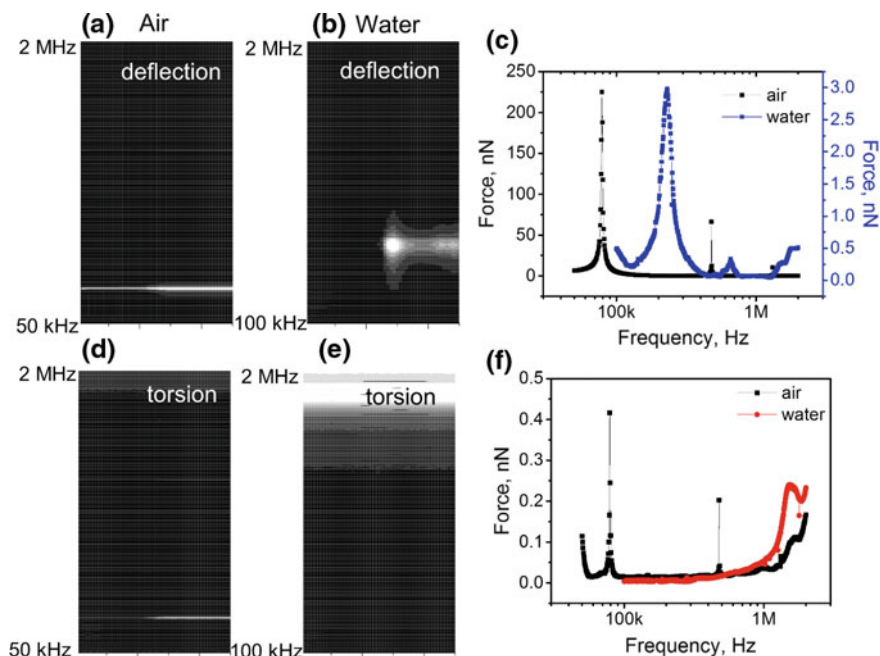 (a) Air
(b) Water
2 MHz
deflection
50 kHz
2 MHz
deflection
100 kHz
(c)
250
200
150
100
50
0
Force, nN
air
water
3.0
2.5
2.0
1.5
1.0
0.5
0.0
Force, nN
100k
1M
Frequency, Hz
(d)
2 MHz
torsion
50 kHz
(e)
2 MHz
torsion
100 kHz
(f)
0.5
0.4
0.3
0.2
0.1
0.0
Force, nN
air
water
100k
1M
Frequency, Hz